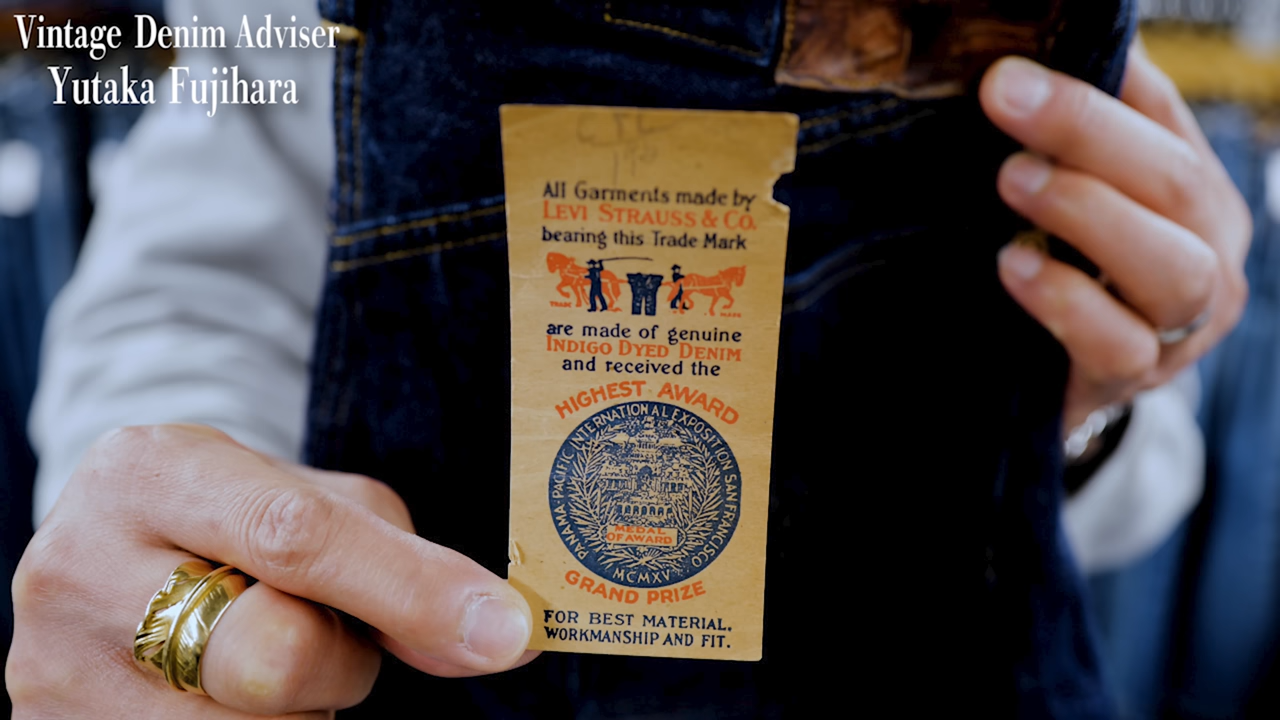 Vintage Denim Adviser
Yutaka Fujihara
All Garments made by
LEVI STRAUSS & CO.
bearing this Trade Mark
TRADE MARK
are made of genuine
INDIGO DYED DENIM
and received the
HIGHEST AWARD
PANAMA-PACIFIC INTERNATIONAL EXPOSITION SAN FRANCISCO
MEDAL
OF AWARD
MCMXV
GRAND PRIZE
FOR BEST MATERIAL,
WORKMANSHIP AND FIT.